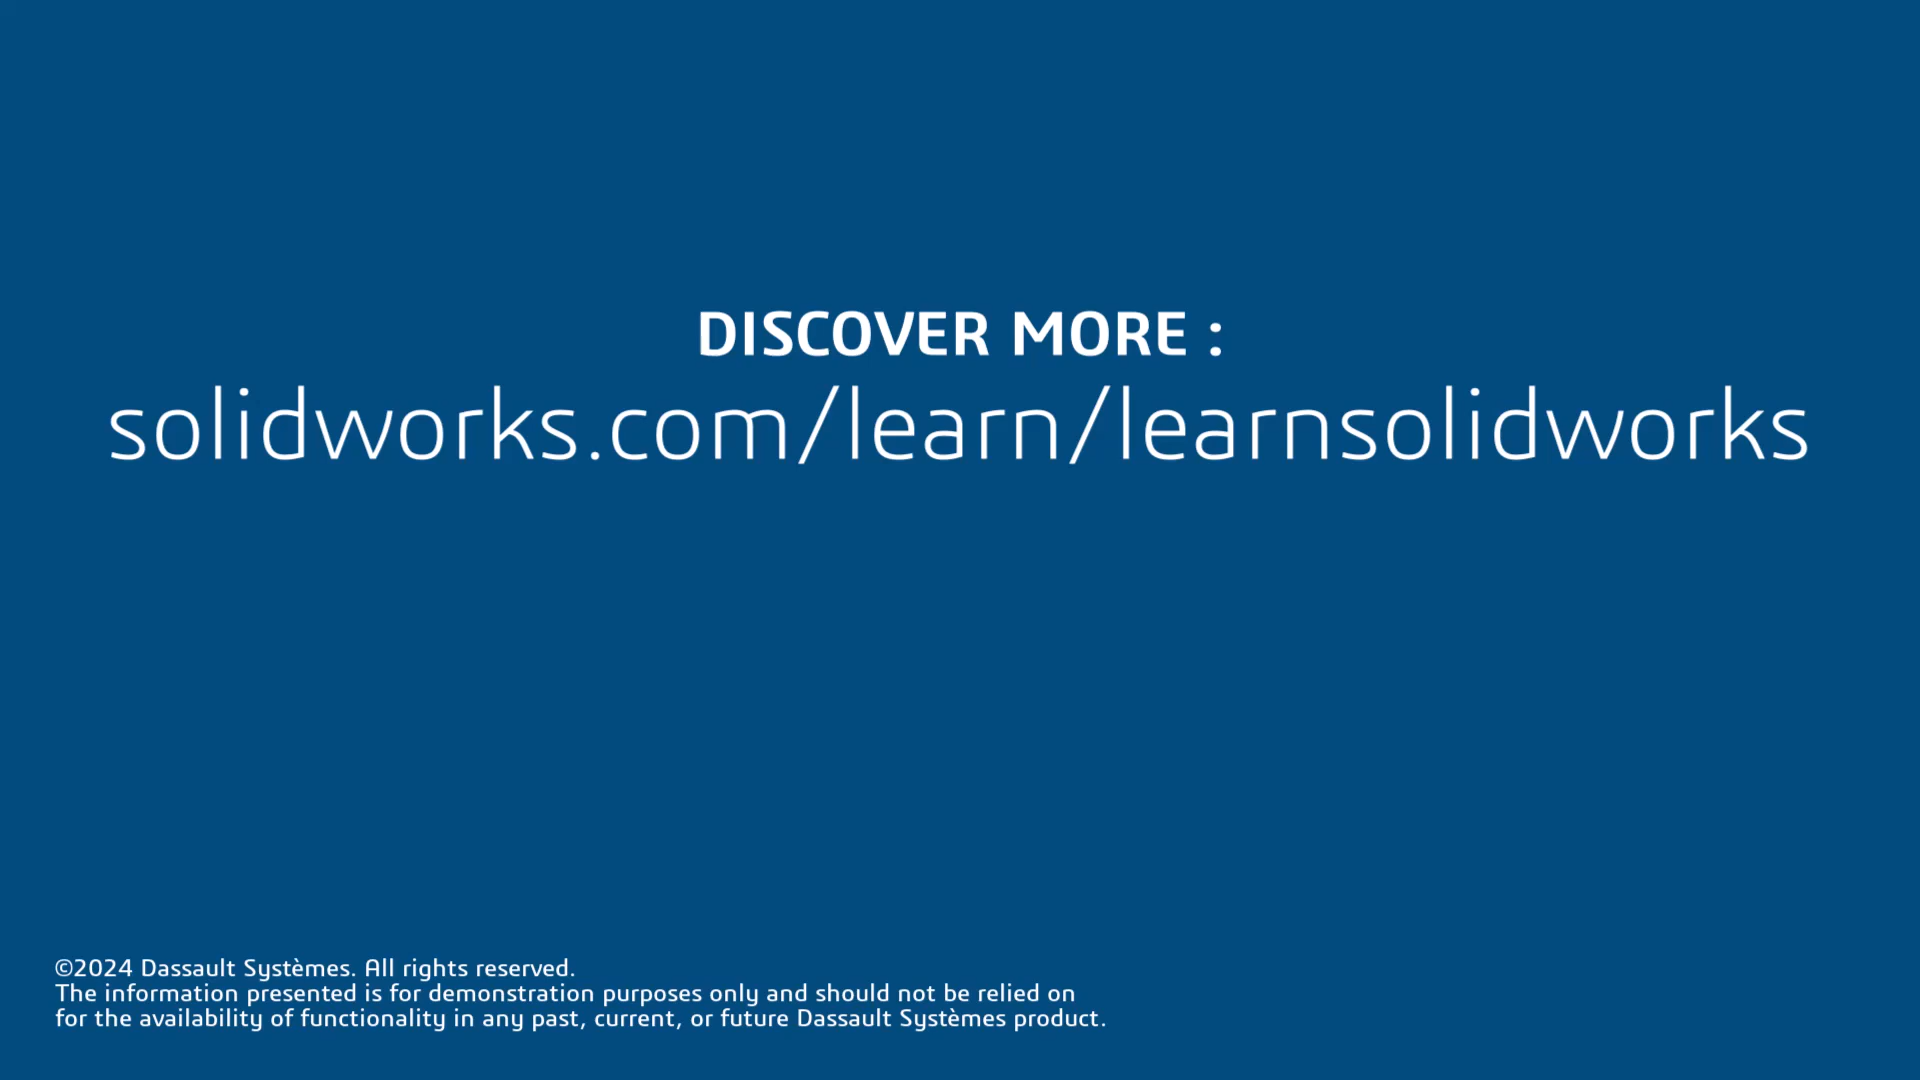 DISCOVER MORE :
solidworks.com/learn/learnsolidworks
©2024 Dassault Systèmes. All rights reserved.
The information presented is for demonstration purposes only and should not be relied on
for the availability of functionality in any past, current, or future Dassault Systèmes product.